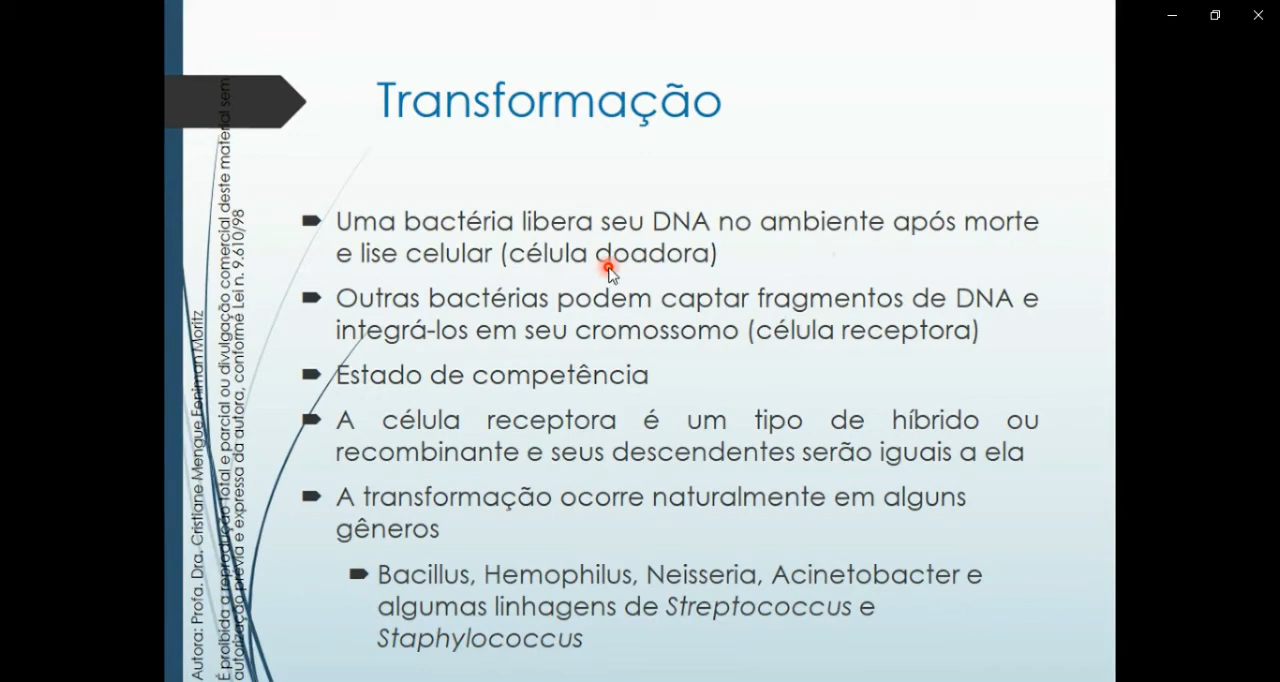 Transformação
Uma bactéria libera seu DNA no ambiente após morte
e lise celular (célula doadora)
Outras bactérias podem captar fragmentos de DNA e
integrá-los em seu cromossomo (célula receptora)
Estado de competência
A célula receptora é um tipo de híbrido ou
recombinante e seus descendentes serão iguais a ela
A transformação ocorre naturalmente em alguns
gêneros
Bacillus, Hemophilus, Neisseria, Acinetobacter e
algumas linhagens de Streptococcus e
Staphylococcus
Autora: Profa. Dra. Cristiane Mengue Feniman Moritz
É proibida a reprodução total e parcial ou divulgação comercial deste material sem
autorização prévia e expressa da autora, conforme Lei n. 9.610/98